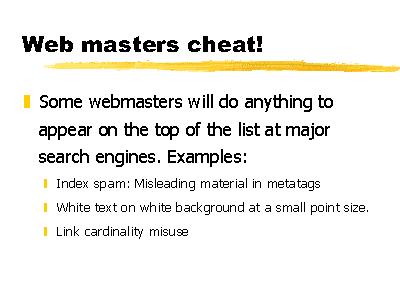 Web masters cheat!
Some webmasters will do anything to
appear on the top of the list at major
search engines. Examples:
Index spam: Misleading material in metatags
White text on white background at a small point size.
Link cardinality misuse